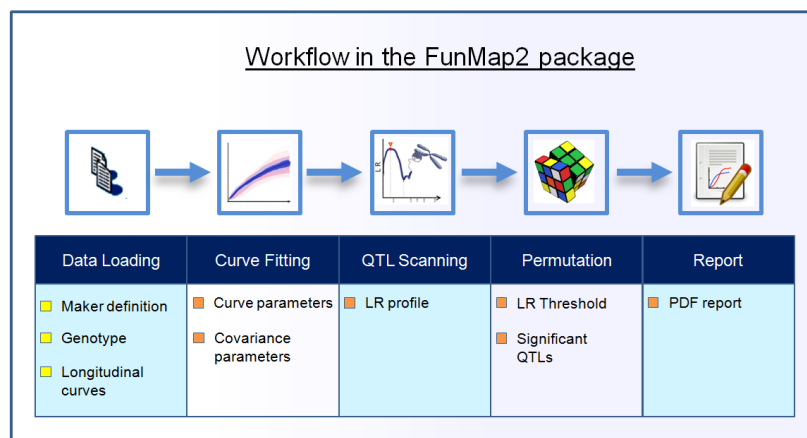 Workflow in the FunMap2 package
LR
Data Loading
Curve Fitting
QTL Scanning
Permutation
Report
Maker definition
Genotype
Longitudinal
curves
Curve parameters
Covariance
parameters
LR profile
LR Threshold
Significant
QTLs
PDF report